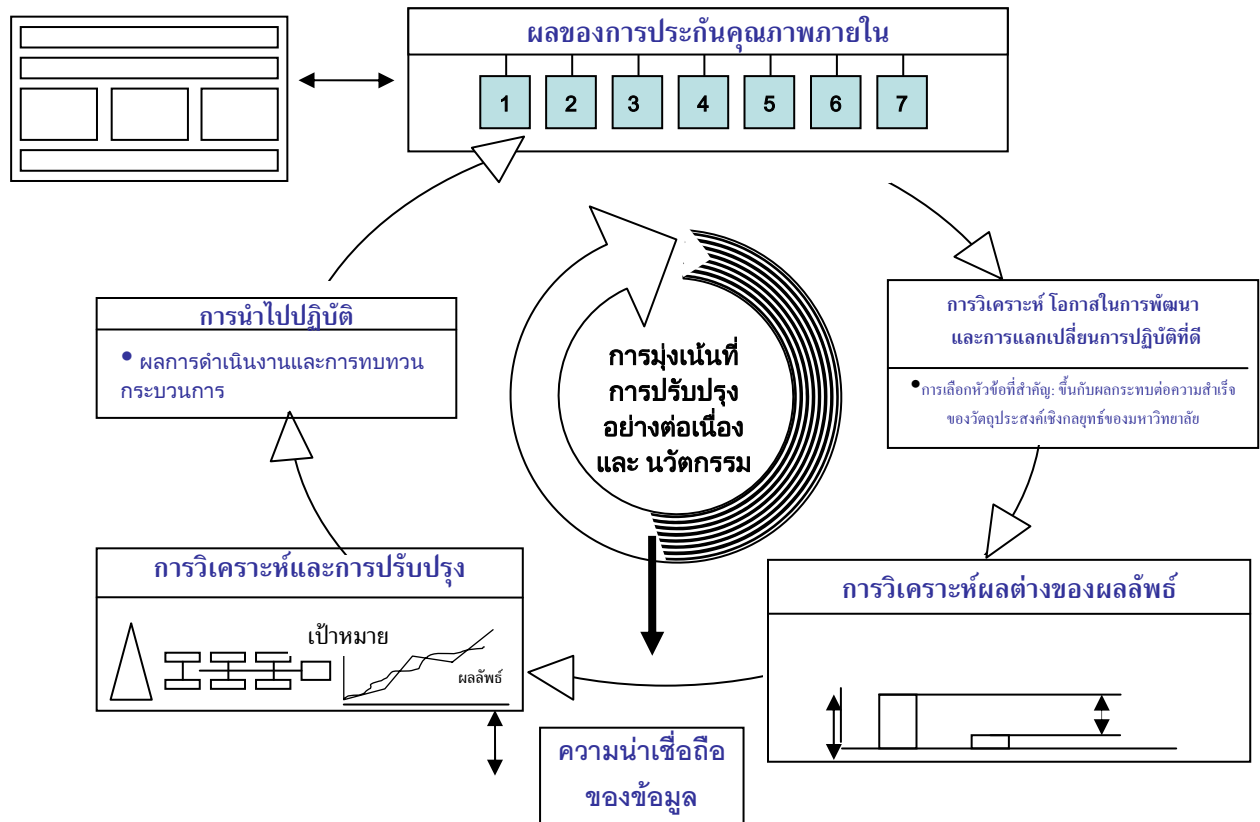 ผลของการประกันคุณภาพภายใน
1 2 3 4 5 6 7
การวิเคราะห์ โอกาสในการพัฒนา
และการแลกเปลี่ยนการปฏิบัติที่ดี
•การเลือกหัวข้อที่สำคัญ: ขึ้นกับผลกระทบต่อความสำเร็จ
ของวัตถุประสงค์เชิงกลยุทธ์ของมหาวิทยาลัย
การนำไปปฏิบัติ
• ผลการดำเนินงานและการทบทวน
กระบวนการ
การมุ่งเน้นที่
การปรับปรุง
อย่างต่อเนื่อง
และ นวัตกรรม
การวิเคราะห์และการปรับปรุง
เป้าหมาย
ผลลัพธ์
การวิเคราะห์ผลต่างของผลลัพธ์
ความน่าเชื่อถือ
ของข้อมูล